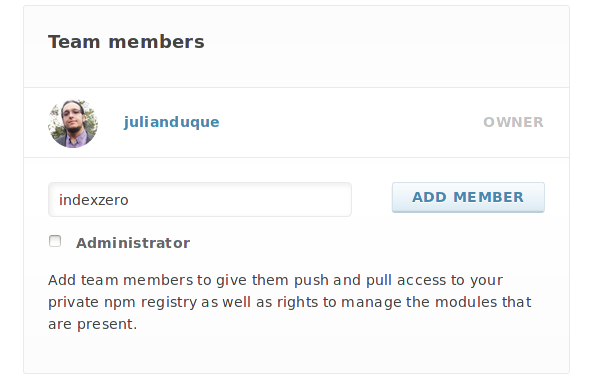 Team members
julianduque OWNER
indexzero ADD MEMBER
Administrator
Add team members to give them push and pull access to your
private npm registry as well as rights to manage the modules that
are present.